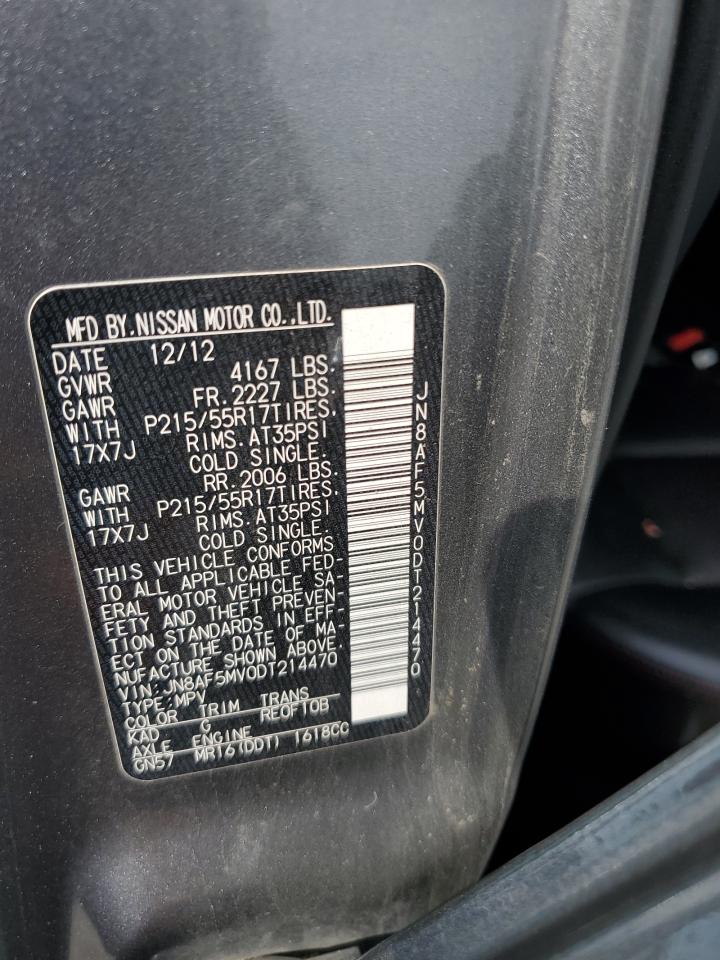 MFD BY.NISSAN MOTOR CO.,LTD.
DATE 12/12
GVWR 4167 LBS.
GAWR FR. 2227 LBS.
WITH P215/55R17TIRES.
17X7J RIMS.AT35PSI
COLD SINGLE.
GAWR RR. 2006 LBS.
WITH P215/55R17TIRES.
17X7J RIMS.AT35PSI
COLD SINGLE.
THIS VEHICLE CONFORMS
TO ALL APPLICABLE FED-
ERAL MOTOR VEHICLE SA-
FETY AND THEFT PREVEN-
TION STANDARDS IN EFF-
ECT ON THE DATE OF MA-
NUFACTURE SHOWN ABOVE.
VIN:JN8AF5MV0DT214470
TYPE:MPV
COLOR TRIM TRANS
KAD G RE0F10B
AXLE ENGINE
GN57 MR16(DDT) 1618CC
JN8AF5MV0DT214470